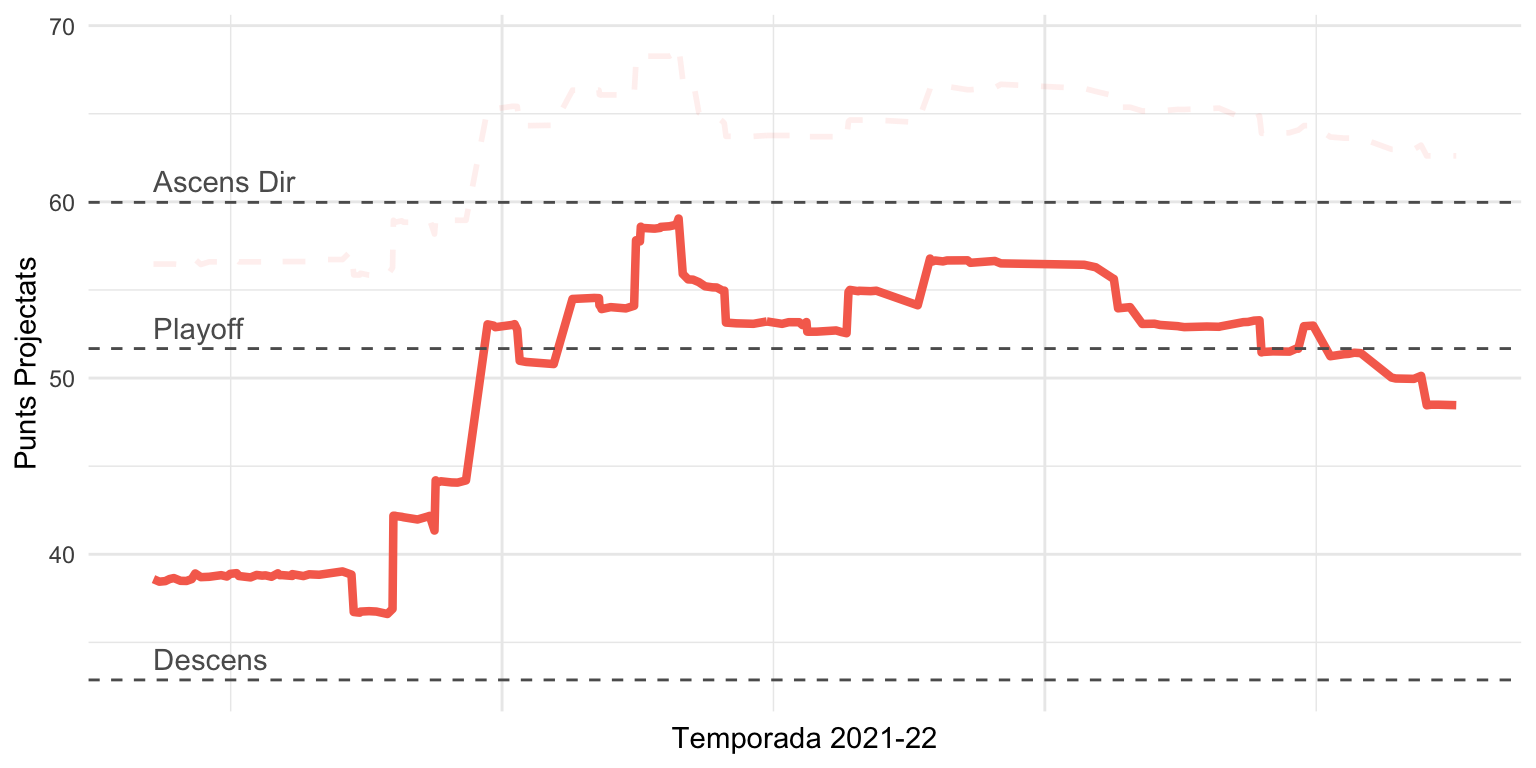 70
Ascens Dir
60
Playoff
50
40
Descens
Punts Projectats
Temporada 2021-22